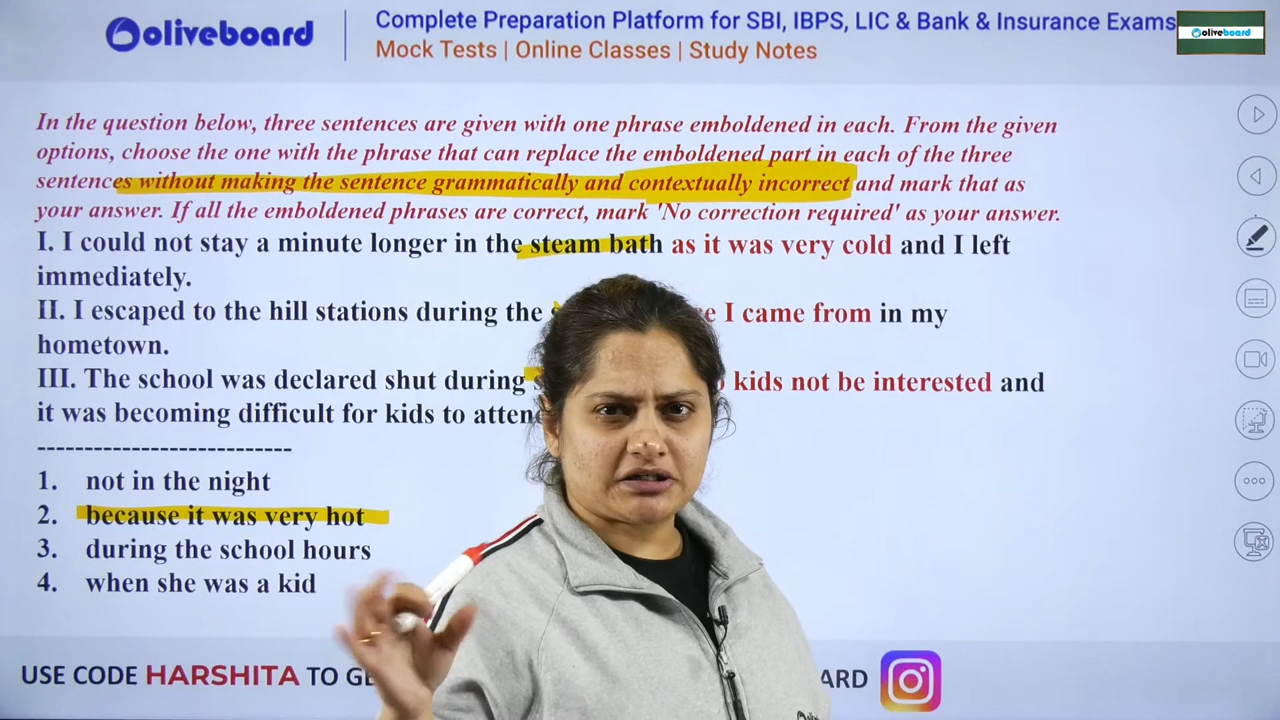 oliveboard
Complete Preparation Platform for SBI, IBPS, LIC & Bank & Insurance Exams
Mock Tests | Online Classes | Study Notes
oliveboard
In the question below, three sentences are given with one phrase emboldened in each. From the given
options, choose the one with the phrase that can replace the emboldened part in each of the three
sentences without making the sentence grammatically and contextually incorrect and mark that as
your answer. If all the emboldened phrases are correct, mark 'No correction required' as your answer.
I. I could not stay a minute longer in the steam bath as it was very cold and I left
immediately.
II. I escaped to the hill stations during the I came from in my
hometown.
III. The school was declared shut during kids not be interested and
it was becoming difficult for kids to
-----------------------------
1. not in the night
2. because it was very hot
3. during the school hours
4. when she was a kid
USE CODE HARSHITA TO